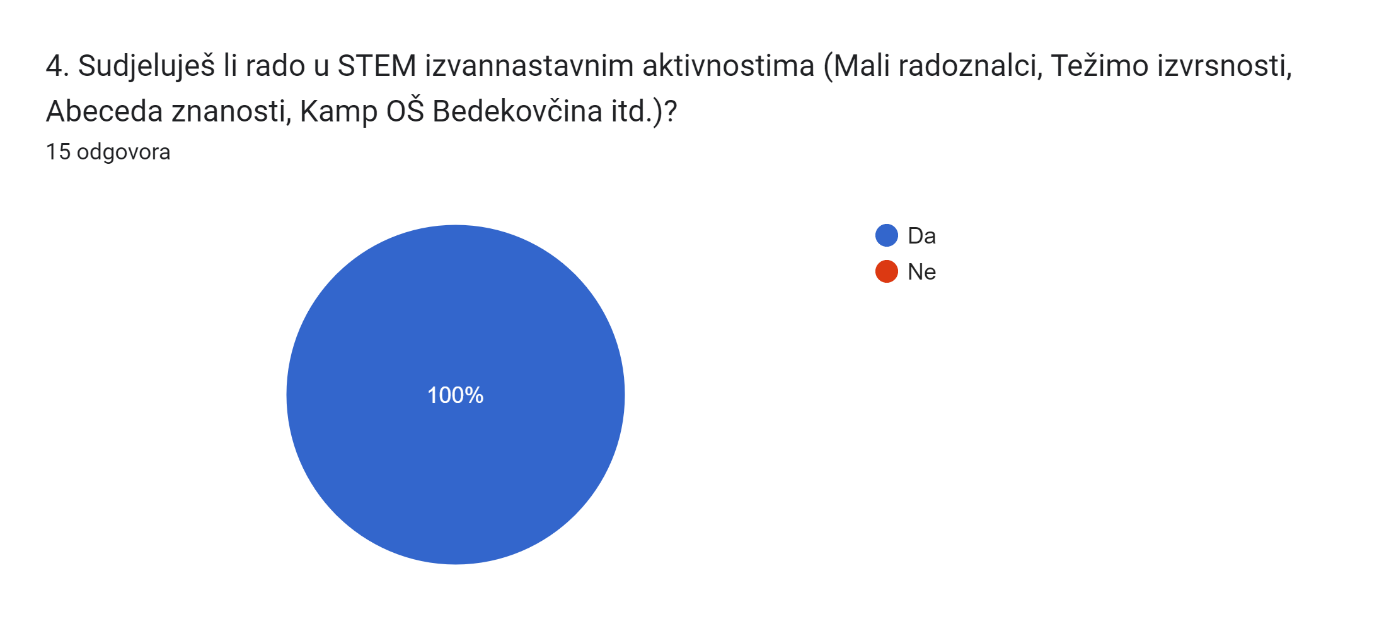 4. Sudjeluješ li rado u STEM izvannastavnim aktivnostima (Mali radoznalci, Težimo izvrsnosti,
Abeceda znanosti, Kamp OŠ Bedekovčina itd.)?
15 odgovora
Da
Ne
100%